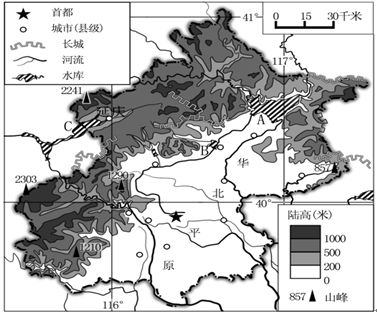 首都
城市(县级)
长城
河流
水库
41°
0 15 30千米
117°
2241
延庆
C
A
B
华
857
2303
1290
北
40°
平
1210
原
116°
陆高(米)
1000
500
200
0
857 山峰